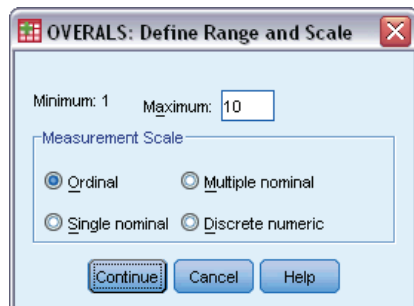 OVERALS: Define Range and Scale
Minimum: 1 Maximum: 10
Measurement Scale
Ordinal Multiple nominal
Single nominal Discrete numeric
Continue Cancel Help